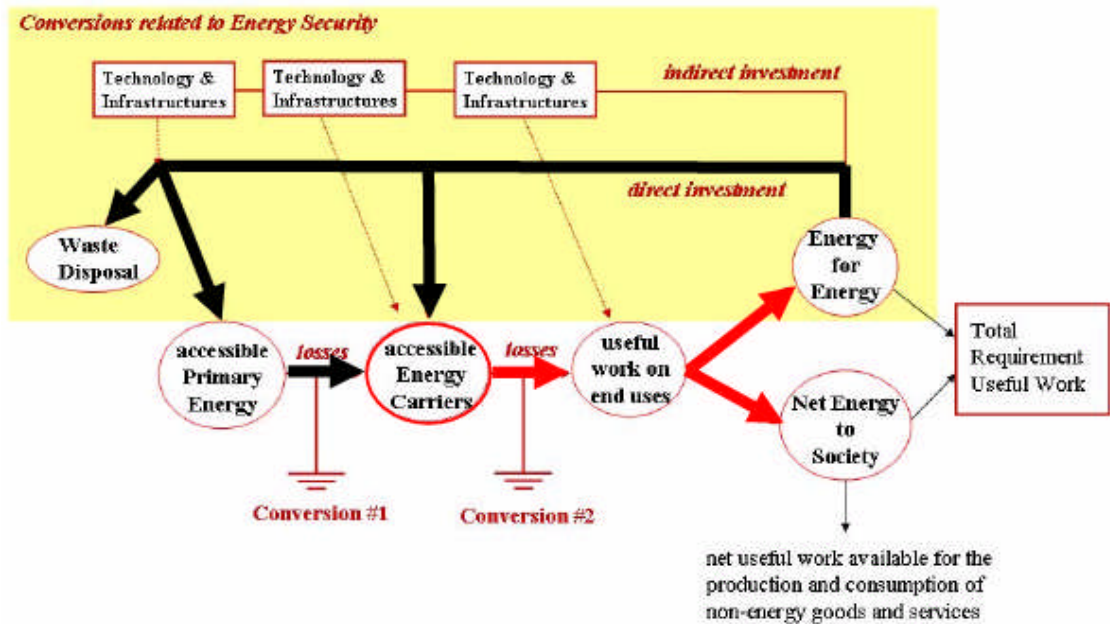 Conversions related to Energy Security
Technology &
Infrastructures
Technology &
Infrastructures
Technology &
Infrastructures
indirect investment
direct investment
Waste
Disposal
Energy
for
Energy
accessible
Primary
Energy
losses
accessible
Energy
Carriers
losses
useful
work on
end uses
Net Energy
to
Society
Total
Requirement
Useful Work
Conversion #1
Conversion #2
net useful work available for the
production and consumption of
non-energy goods and services